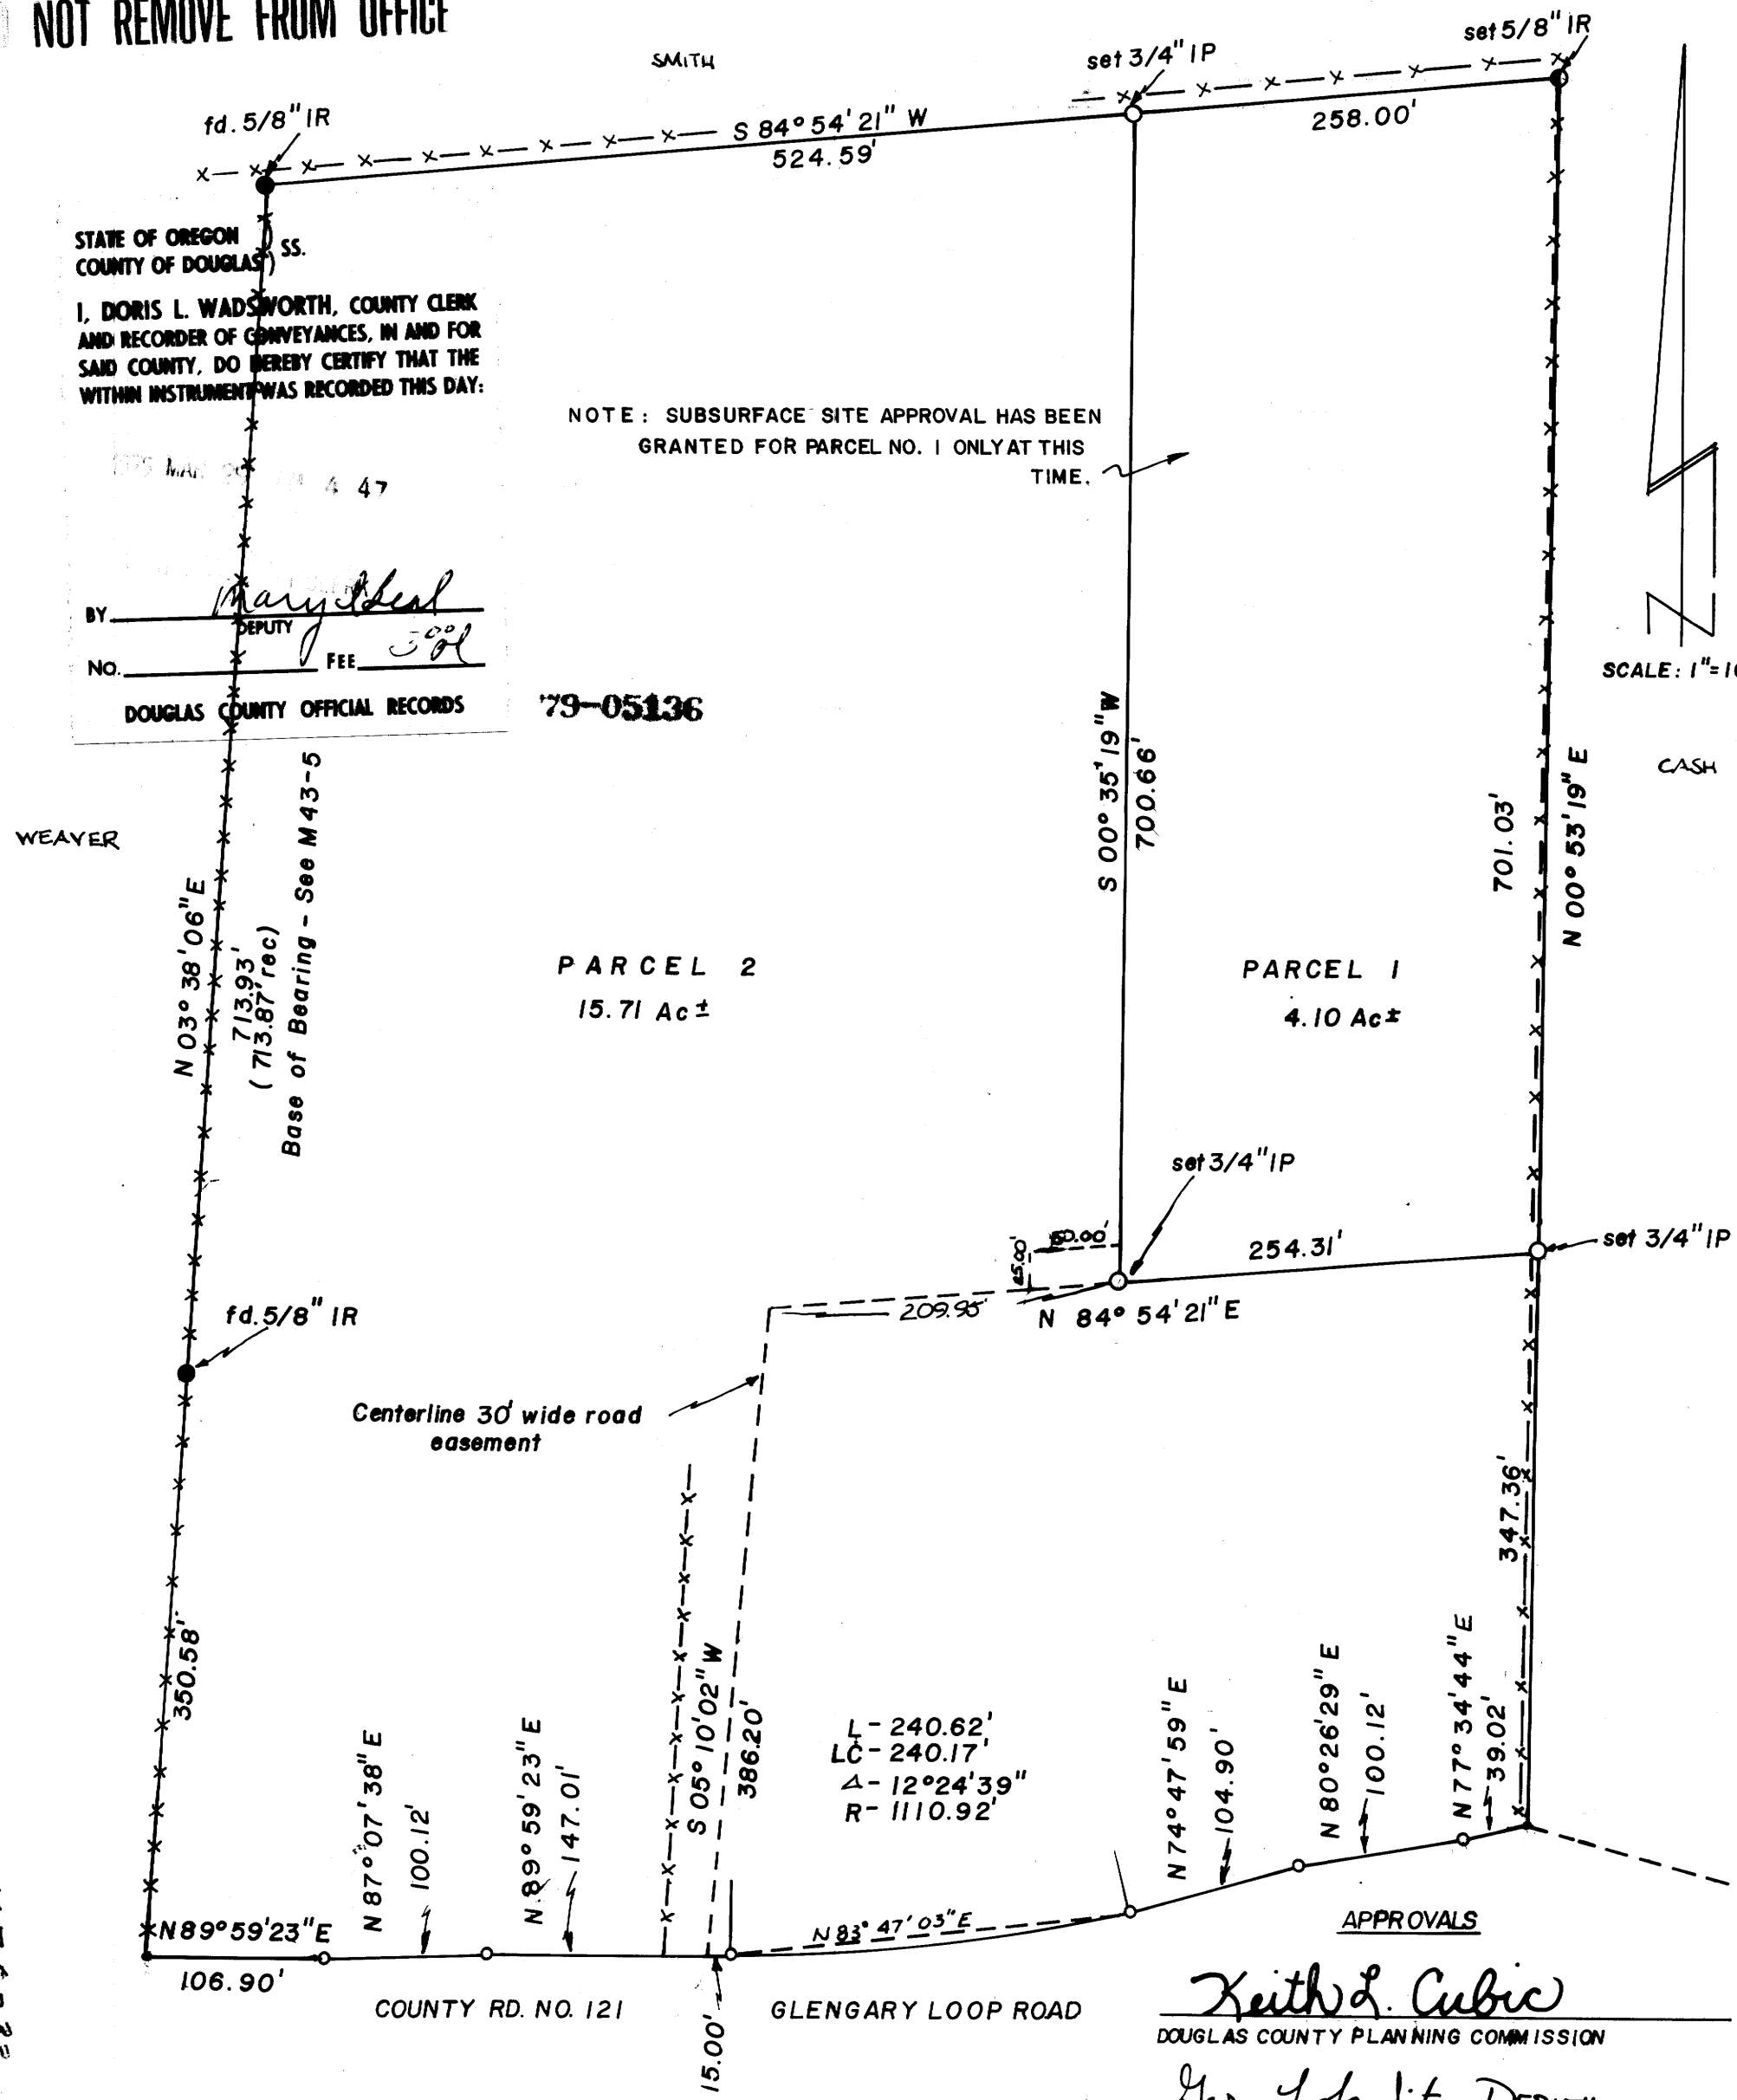 NOT REMOVE FROM OFFICE
SMITH
set 3/4" IP
set 5/8" IR
fd. 5/8" IR
S 84° 54' 21" W
524.59'
258.00'
STATE OF OREGON
COUNTY OF DOUGLAS ) SS.
I, DORIS L. WADSWORTH, COUNTY CLERK
AND RECORDER OF CONVEYANCES, IN AND FOR
SAID COUNTY, DO HEREBY CERTIFY THAT THE
WITHIN INSTRUMENT WAS RECORDED THIS DAY:
MAR 4 47
BY
DEPUTY
NO. FEE
DOUGLAS COUNTY OFFICIAL RECORDS
79-05136
NOTE: SUBSURFACE SITE APPROVAL HAS BEEN
GRANTED FOR PARCEL NO. 1 ONLY AT THIS
TIME.
SCALE: 1"=
CASH
WEAVER
N 03° 38' 06" E
713.93'
(713.87' rec)
Base of Bearing - See M 43-5
S 00° 35' 19" W
700.66'
701.03'
N 00° 53' 19" E
PARCEL 2
15.71 Ac ±
PARCEL 1
4.10 Ac ±
set 3/4" IP
50.00'
254.31'
set 3/4" IP
209.95'
N 84° 54' 21" E
fd. 5/8" IR
Centerline 30' wide road
easement
347.36'
350.58'
S 05° 10' 02" W
386.20'
L - 240.62'
LC - 240.17'
Δ - 12° 24' 39"
R - 1110.92'
N 87° 07' 38" E
100.12'
N 89° 59' 23" E
147.01'
N 74° 47' 59" E
104.90'
N 80° 26' 29" E
100.12'
N 77° 34' 44" E
39.02'
N 89° 59' 23" E
106.90'
N 83° 47' 03" E
APPROVALS
COUNTY RD. NO. 121
15.00'
GLENGARY LOOP ROAD
Keith L. Cubic
DOUGLAS COUNTY PLANNING COMMISSION